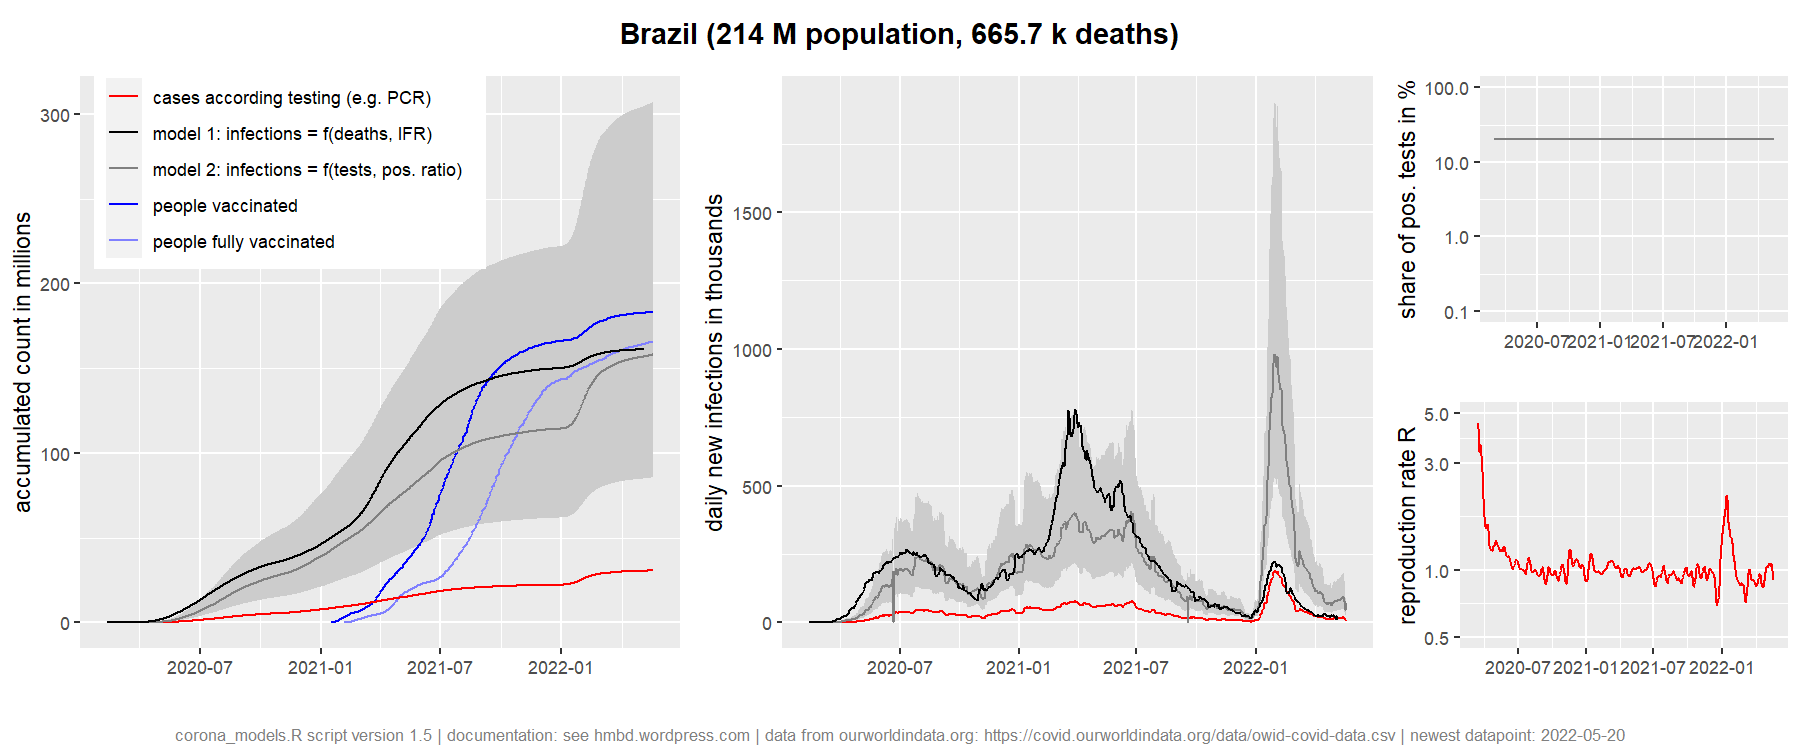 Brazil (214 M population, 665.7 k deaths)
accumulated count in millions
300
200
100
0
cases according testing (e.g. PCR)
model 1: infections = f(deaths, IFR)
model 2: infections = f(tests, pos. ratio)
people vaccinated
people fully vaccinated
2020-07 2021-01 2021-07 2022-01
daily new infections in thousands
1500
1000
500
0
2020-07 2021-01 2021-07 2022-01
share of pos. tests in %
100.0
10.0
1.0
0.1
2020-07 2021-01 2021-07 2022-01
reproduction rate R
5.0
3.0
1.0
0.5
2020-07 2021-01 2021-07 2022-01
corona_models.R script version 1.5 | documentation: see hmbd.wordpress.com | data from ourworldindata.org: https://covid.ourworldindata.org/data/owid-covid-data.csv | newest datapoint: 2022-05-20